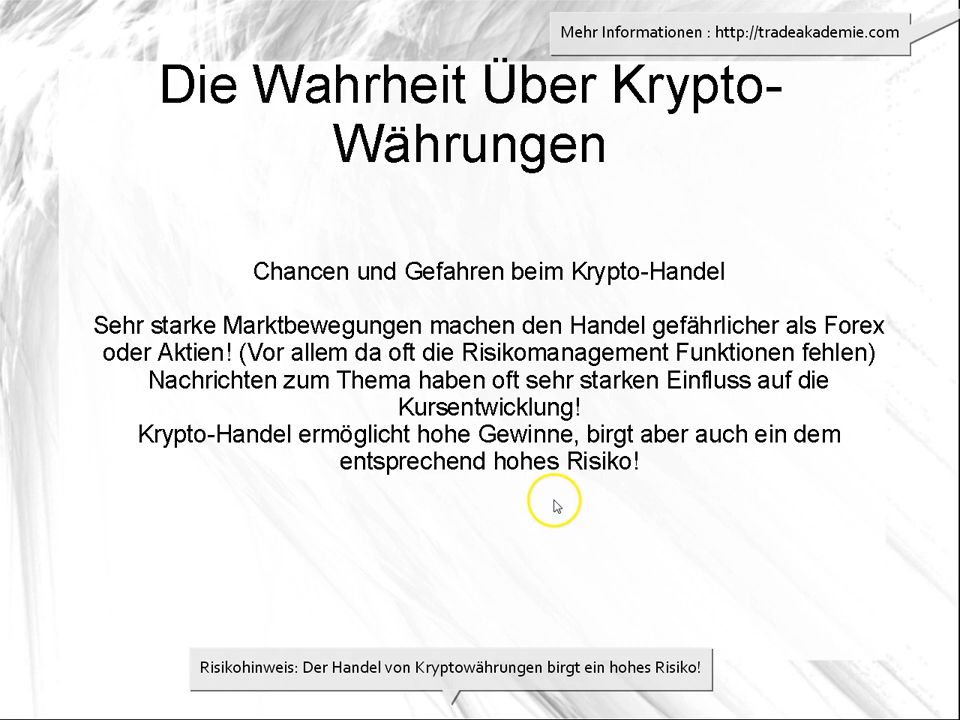 Mehr Informationen : http://tradeakademie.com
Die Wahrheit Über Krypto-
Währungen
Chancen und Gefahren beim Krypto-Handel
Sehr starke Marktbewegungen machen den Handel gefährlicher als Forex
oder Aktien! (Vor allem da oft die Risikomanagement Funktionen fehlen)
Nachrichten zum Thema haben oft sehr starken Einfluss auf die
Kursentwicklung!
Krypto-Handel ermöglicht hohe Gewinne, birgt aber auch ein dem
entsprechend hohes Risiko!
Risikohinweis: Der Handel von Kryptowährungen birgt ein hohes Risiko!